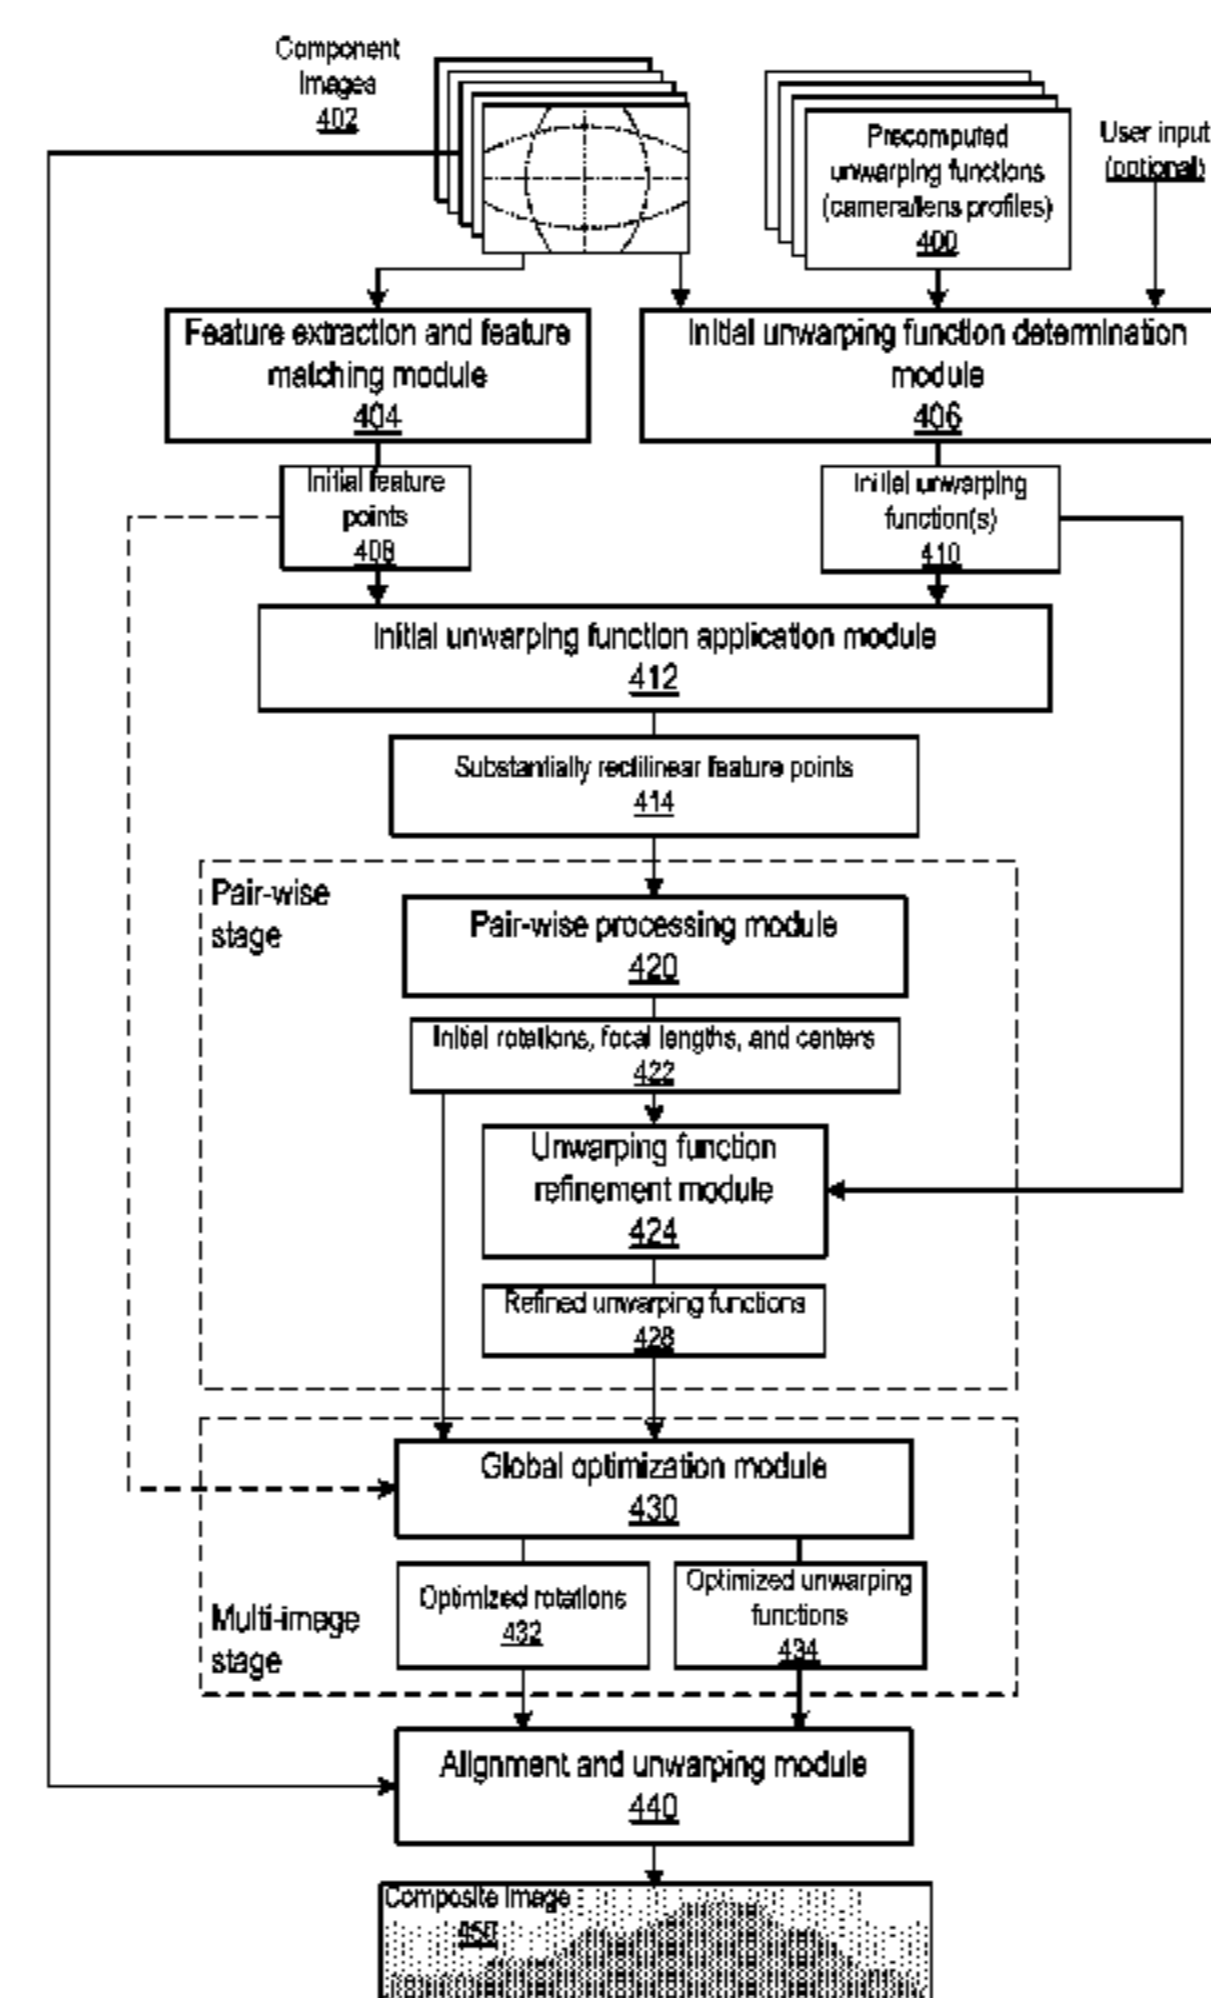 Component
Images
402
Precomputed
unwarping functions
(camera/lens profiles)
400
User input
(optional)
Feature extraction and feature
matching module
404
Initial unwarping function determination
module
406
Initial feature
points
408
Initial unwarping
function(s)
410
Initial unwarping function application module
412
Substantially rectilinear feature points
414
Pair-wise
stage
Pair-wise processing module
420
Initial rotations, focal lengths, and centers
422
Unwarping function
refinement module
424
Refined unwarping functions
428
Global optimization module
430
Optimized rotations
432
Optimized unwarping
functions
434
Multi-image
stage
Alignment and unwarping module
440
Composite image
450